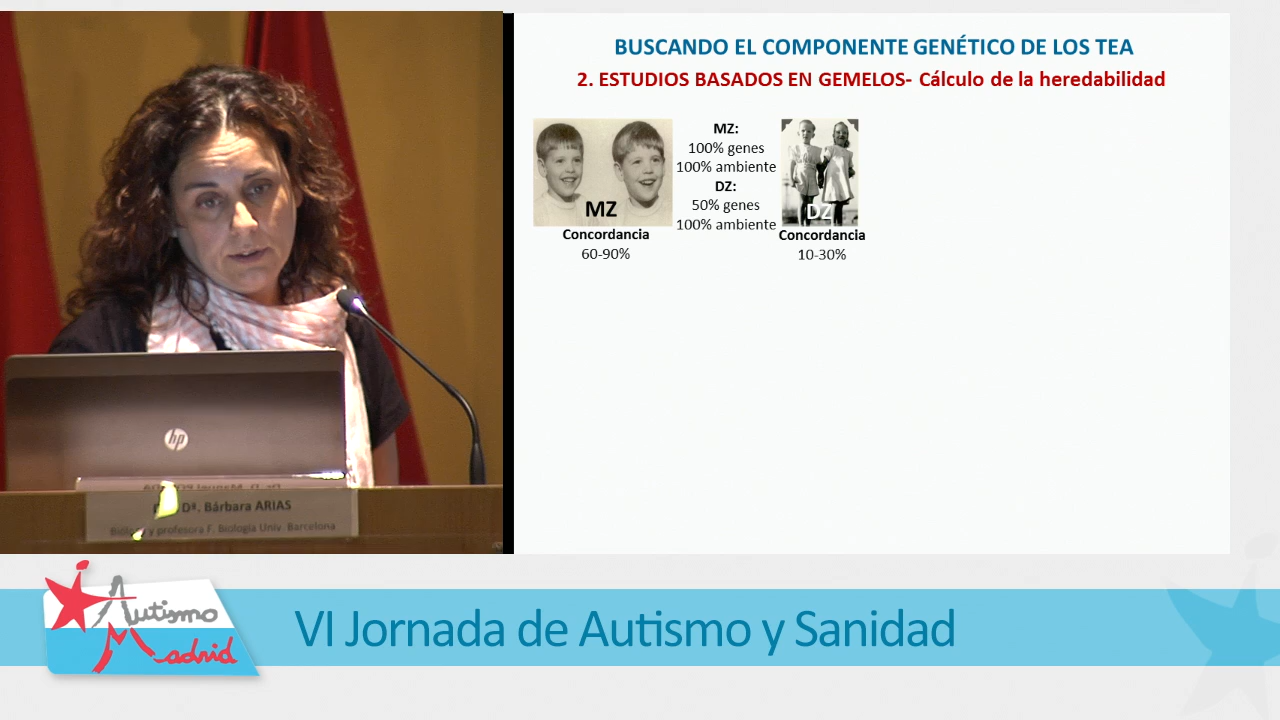 BUSCANDO EL COMPONENTE GENÉTICO DE LOS TEA
2. ESTUDIOS BASADOS EN GEMELOS- Cálculo de la heredabilidad
MZ
Concordancia
60-90%
MZ:
100% genes
100% ambiente
DZ:
50% genes
100% ambiente
DZ
Concordancia
10-30%
hp
Dª. Bárbara ARIAS
y profesora F. Biología Univ. Barcelona
Autismo
Madrid
VI Jornada de Autismo y Sanidad